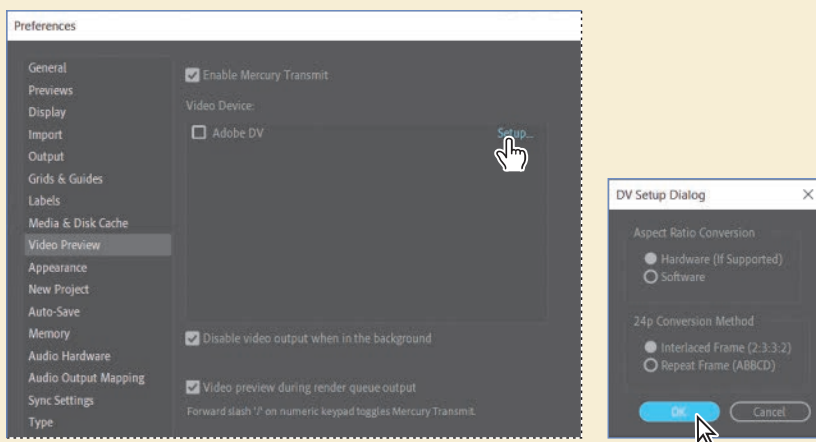 Preferences
General
Previews
Display
Import
Output
Grids & Guides
Labels
Media & Disk Cache
Video Preview
Appearance
New Project
Auto-Save
Memory
Audio Hardware
Audio Output Mapping
Sync Settings
Type
Enable Mercury Transmit
Video Device:
Adobe DV Setup...
Disable video output when in the background
Video preview during render queue output
Forward slash '/' on numeric keypad toggles Mercury Transmit.
DV Setup Dialog
Aspect Ratio Conversion
Hardware (If Supported)
Software
24p Conversion Method
Interlaced Frame (2:3:3:2)
Repeat Frame (ABBCD)
OK Cancel